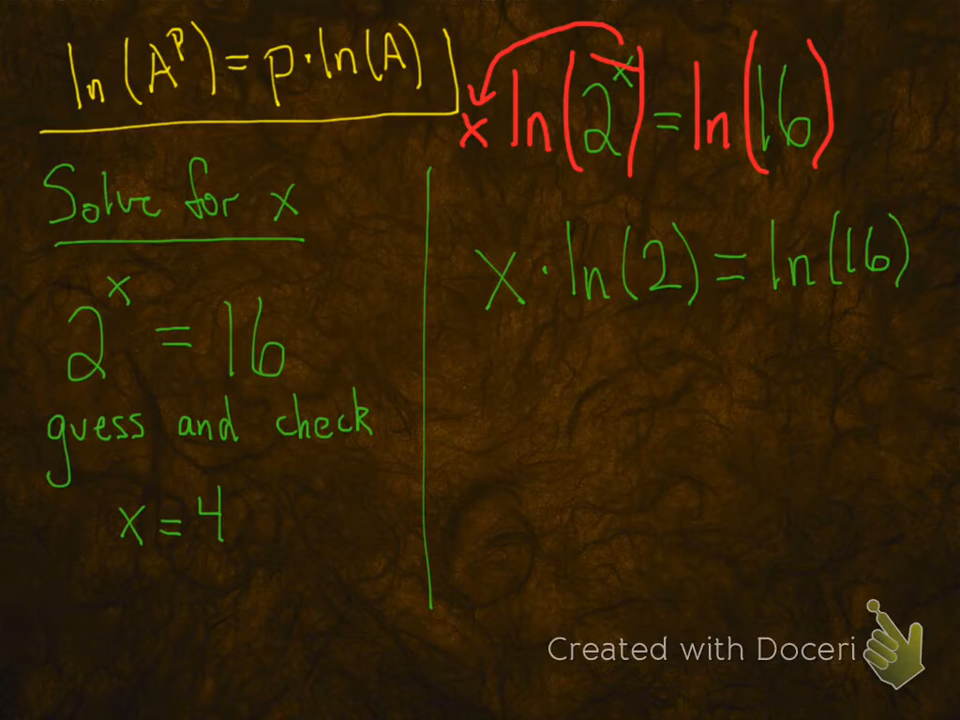 ln(A^p) = p·ln(A)
Solve for x
2^x = 16
guess and check
x = 4
x ln(2^x) = ln(16)
x · ln(2) = ln(16)
Created with Doceri